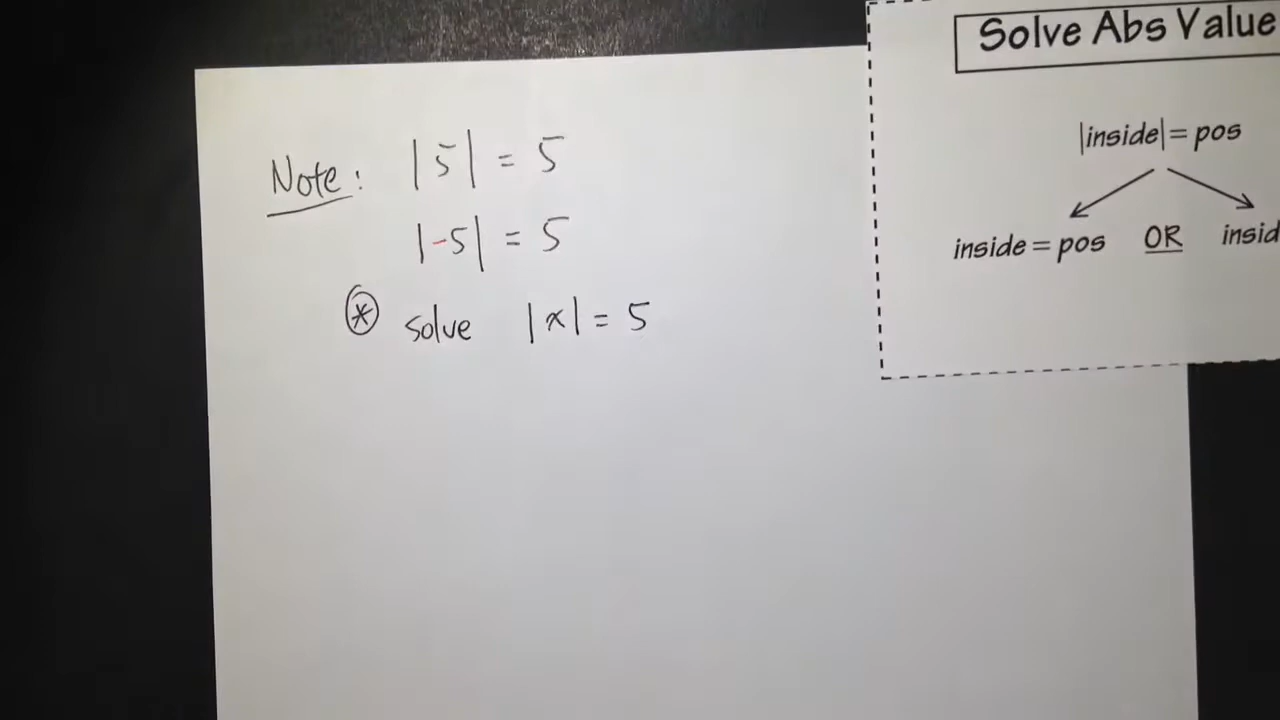 Note: |5| = 5
|-5| = 5
⊛ solve |x| = 5
Solve Abs Value
|inside| = pos
inside = pos OR